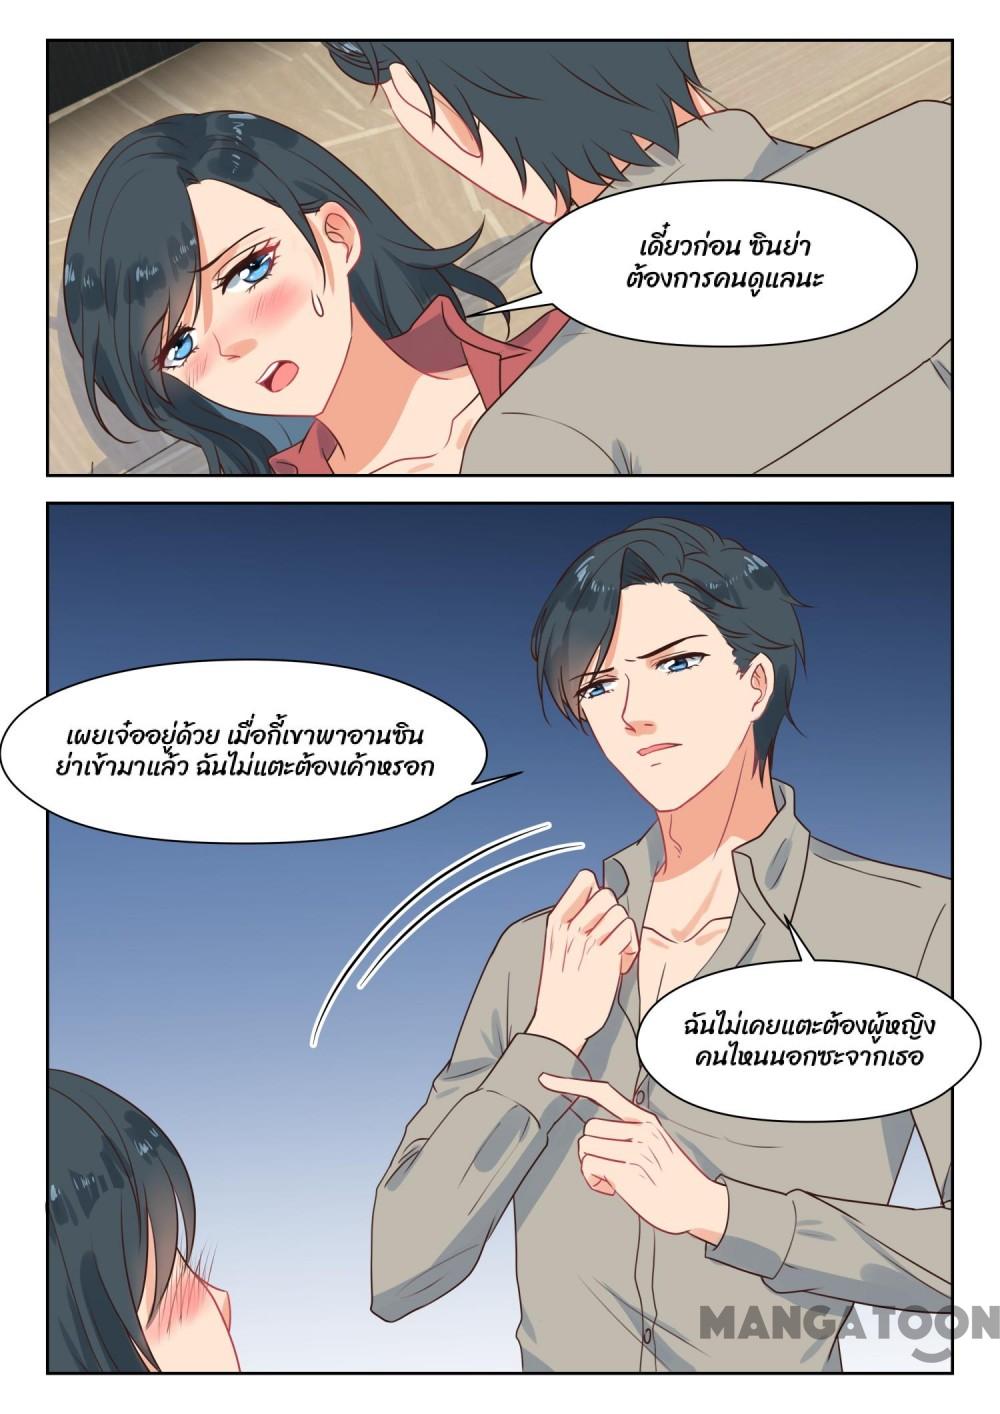 เดี๋ยวก่อน ซินย่า
ต้องการคนดูแลนะ
เผยเจ๋ออยู่ด้วย เมื่อกี้เขาพาอานซิน
ย่าเข้ามาแล้ว ฉันไม่แตะต้องเค้าหรอก
ฉันไม่เคยแตะต้องผู้หญิง
คนไหนนอกซะจากเธอ
MANGATOON